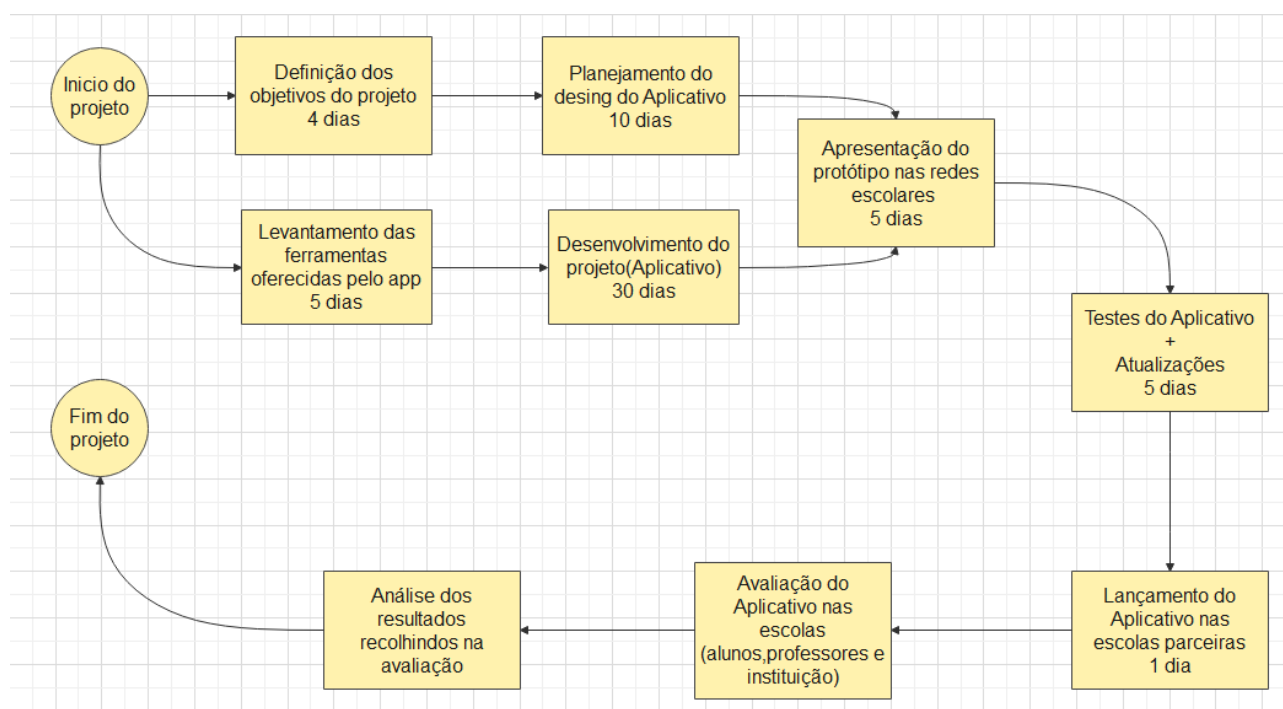 Inicio do
projeto
Definição dos
objetivos do projeto
4 dias
Planejamento do
desing do Aplicativo
10 dias
Apresentação do
protótipo nas redes
escolares
5 dias
Levantamento das
ferramentas
oferecidas pelo app
5 dias
Desenvolvimento do
projeto(Aplicativo)
30 dias
Testes do Aplicativo
+
Atualizações
5 dias
Fim do
projeto
Análise dos
resultados
recolhindos na
avaliação
Avaliação do
Aplicativo nas
escolas
(alunos,professores e
instituição)
Lançamento do
Aplicativo nas
escolas parceiras
1 dia